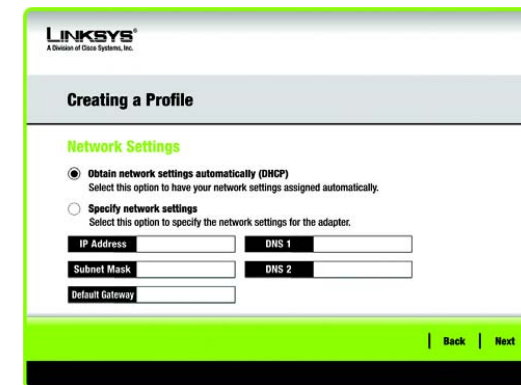 LINKSYS®
A Division of Cisco Systems, Inc.
Creating a Profile
Network Settings
Obtain network settings automatically (DHCP)
Select this option to have your network settings assigned automatically.
Specify network settings
Select this option to specify the network settings for the adapter.
IP Address
DNS 1
Subnet Mask
DNS 2
Default Gateway
Back
Next